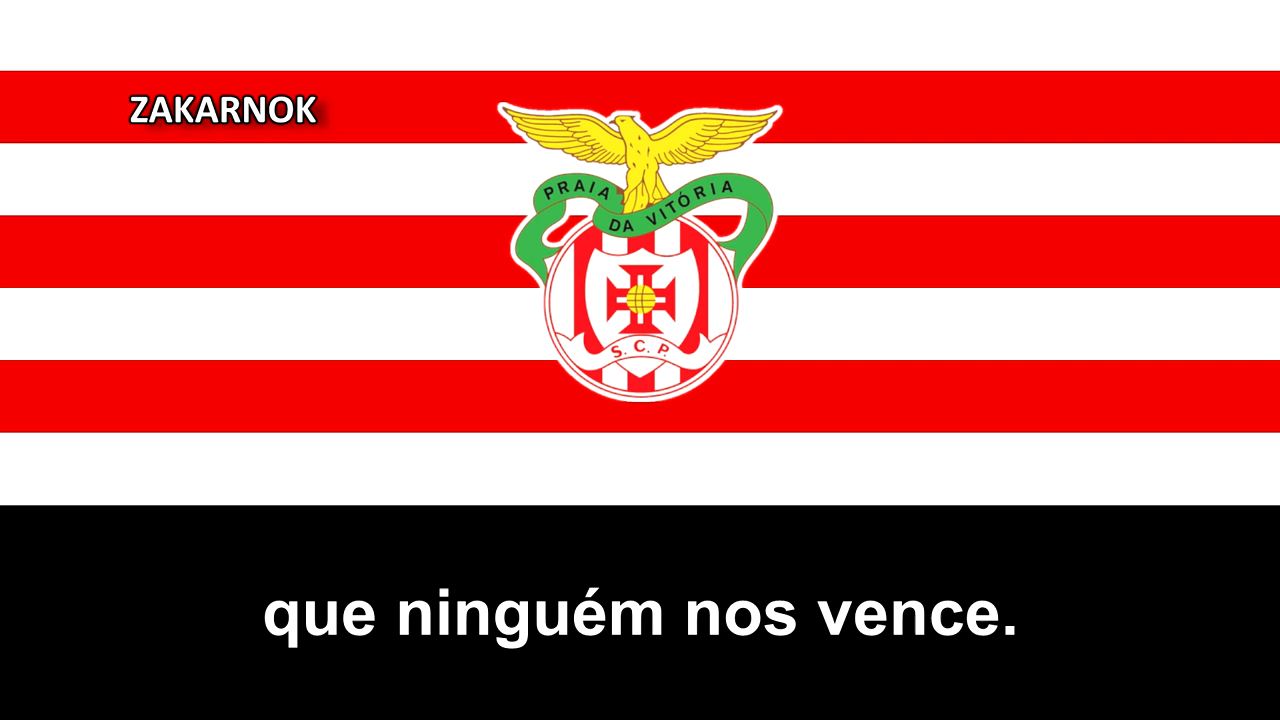 ZAKARNOK
PRAIA
DA VITÓRIA
S. C. P.
que ninguém nos vence.